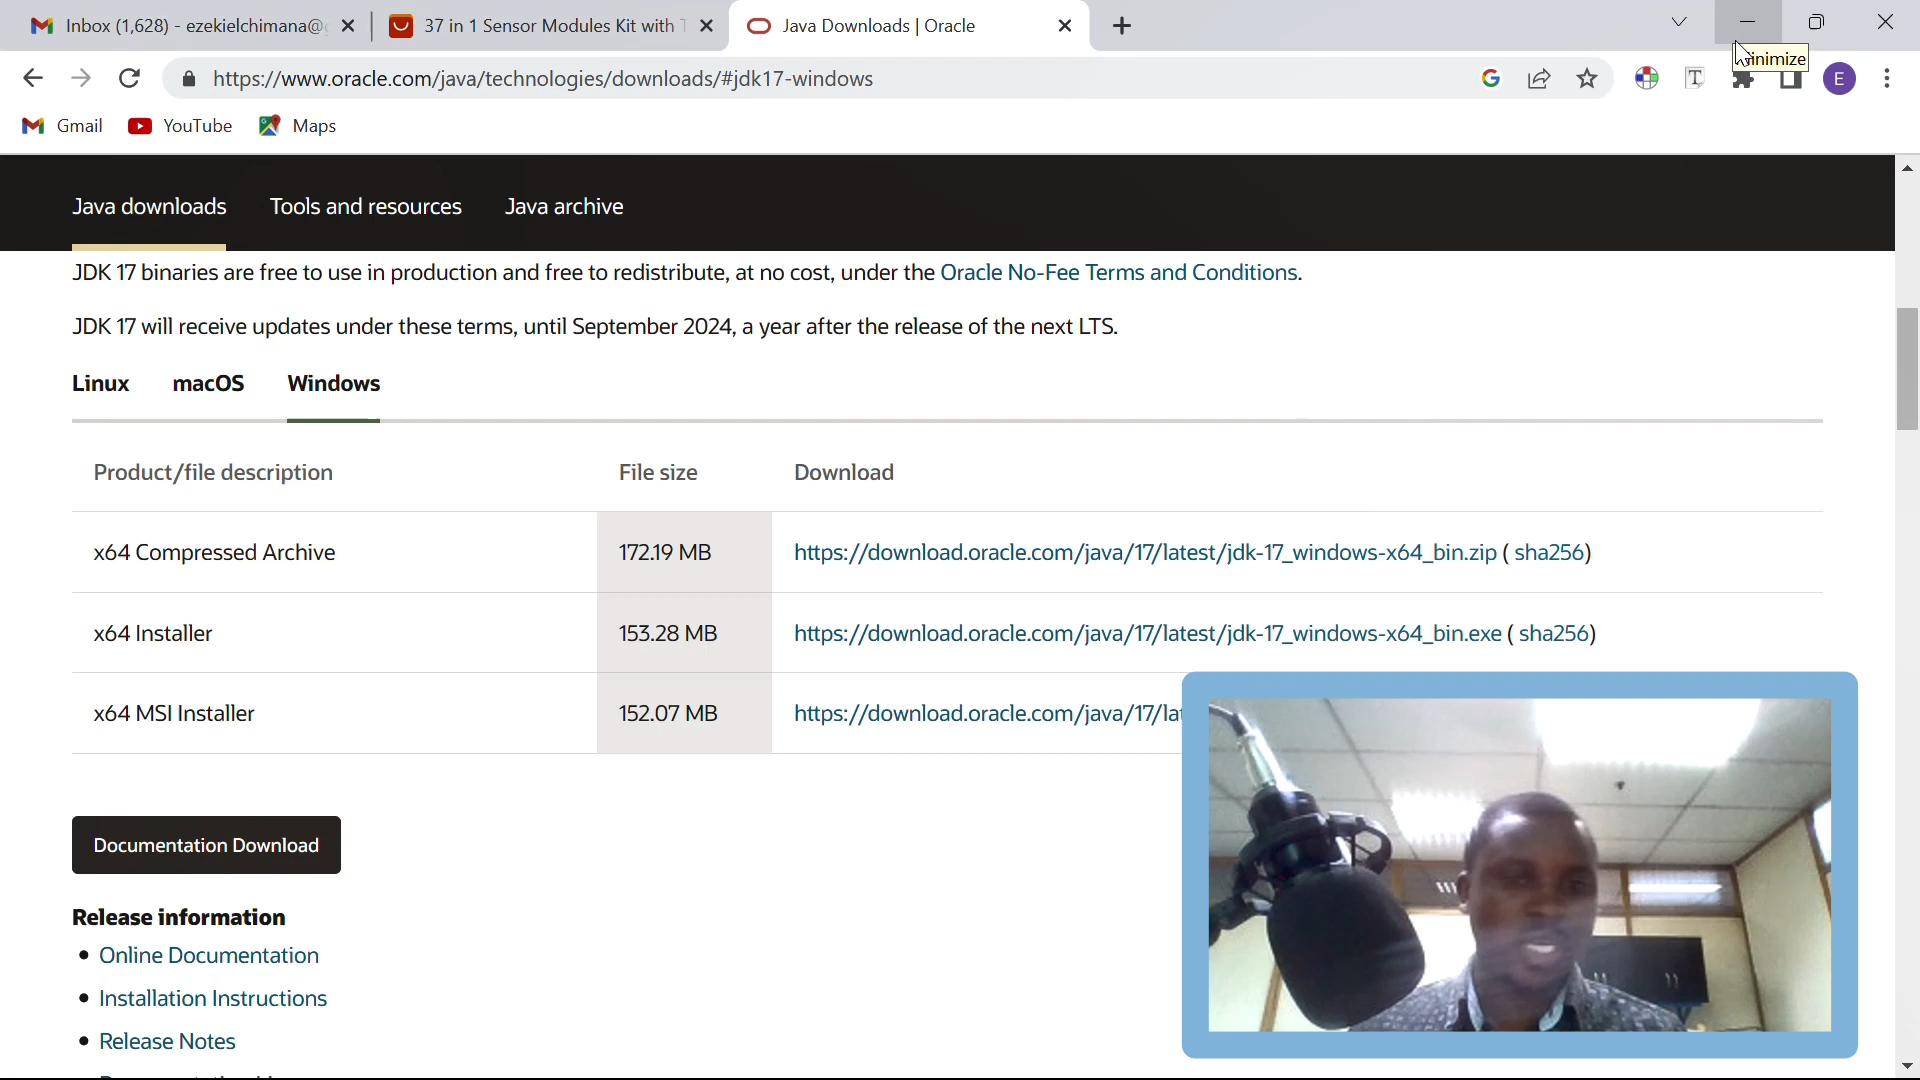 Inbox (1,628) - ezekielchimana@g
37 in 1 Sensor Modules Kit with T
Java Downloads | Oracle
https://www.oracle.com/java/technologies/downloads/#jdk17-windows
inimize
E
Gmail
YouTube
Maps
Java downloads
Tools and resources
Java archive
JDK 17 binaries are free to use in production and free to redistribute, at no cost, under the Oracle No-Fee Terms and Conditions.
JDK 17 will receive updates under these terms, until September 2024, a year after the release of the next LTS.
Linux
macOS
Windows
Product/file description
File size
Download
x64 Compressed Archive
172.19 MB
https://download.oracle.com/java/17/latest/jdk-17_windows-x64_bin.zip ( sha256)
x64 Installer
153.28 MB
https://download.oracle.com/java/17/latest/jdk-17_windows-x64_bin.exe ( sha256)
x64 MSI Installer
152.07 MB
https://download.oracle.com/java/17/lat
Documentation Download
Release information
Online Documentation
Installation Instructions
Release Notes